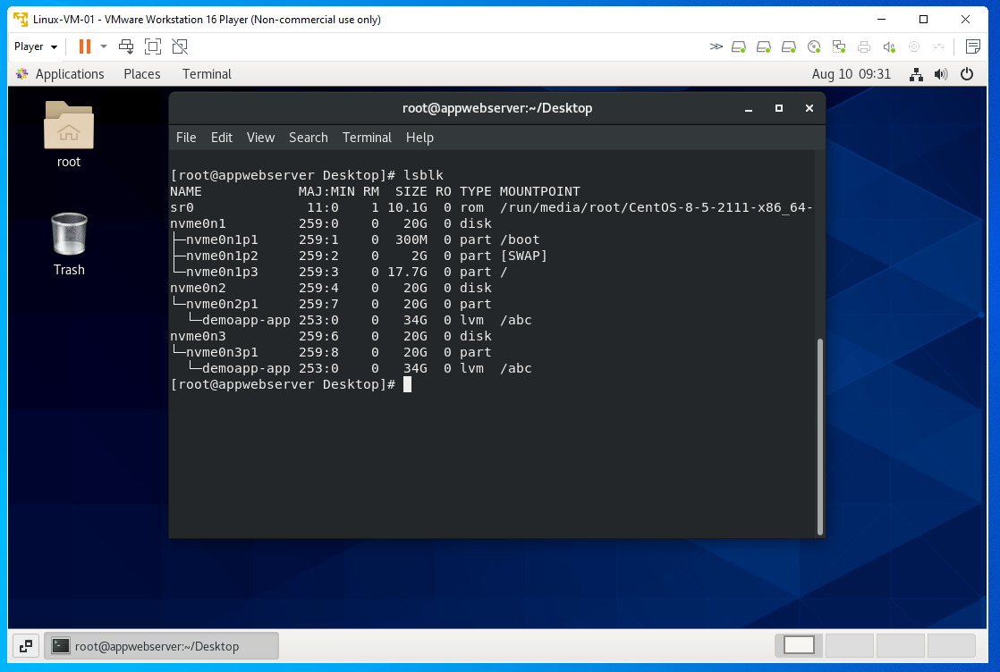 Linux-VM-01 - VMware Workstation 16 Player (Non-commercial use only)
Player
Applications Places Terminal Aug 10 09:31
root
Trash
root@appwebserver:~/Desktop
File Edit View Search Terminal Help
[root@appwebserver Desktop]# lsblk
NAME MAJ:MIN RM SIZE RO TYPE MOUNTPOINT
sr0 11:0 1 10.1G 0 rom /run/media/root/CentOS-8-5-2111-x86_64-
nvme0n1 259:0 0 20G 0 disk
├─nvme0n1p1 259:1 0 300M 0 part /boot
├─nvme0n1p2 259:2 0 2G 0 part [SWAP]
└─nvme0n1p3 259:3 0 17.7G 0 part /
nvme0n2 259:4 0 20G 0 disk
└─nvme0n2p1 259:7 0 20G 0 part
└─demoapp-app 253:0 0 34G 0 lvm /abc
nvme0n3 259:6 0 20G 0 disk
└─nvme0n3p1 259:8 0 20G 0 part
└─demoapp-app 253:0 0 34G 0 lvm /abc
[root@appwebserver Desktop]#
root@appwebserver:~/Desktop